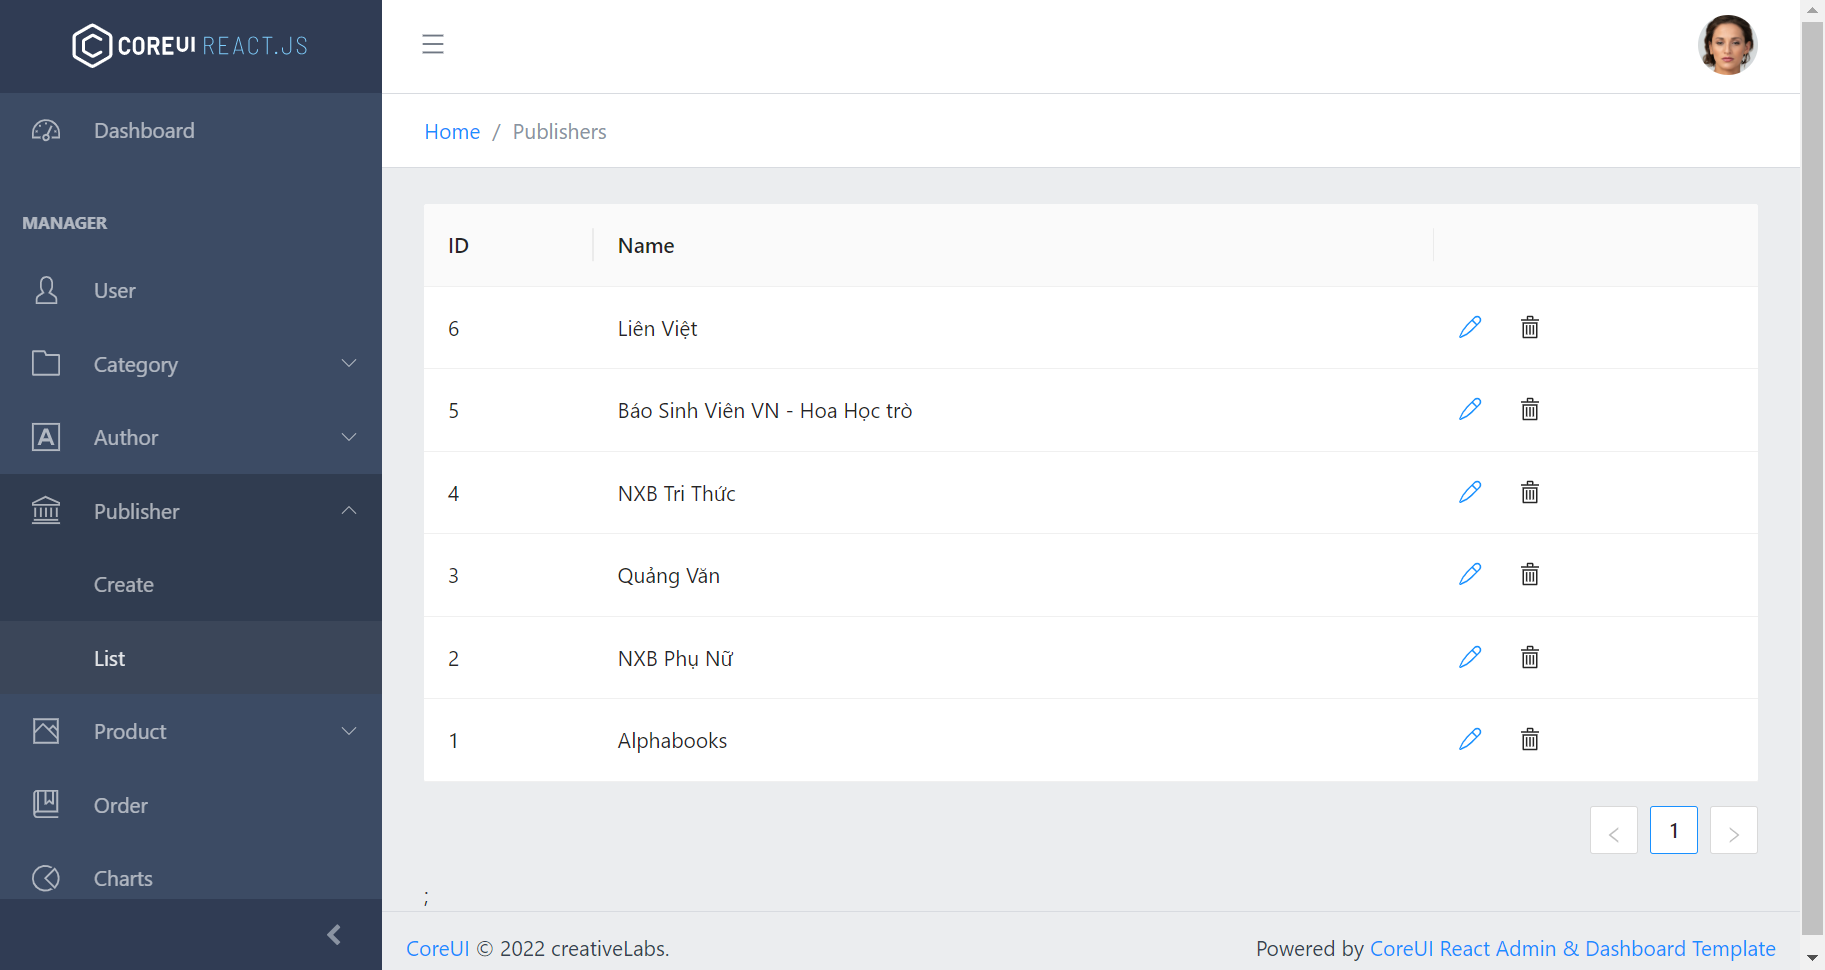 COREUI REACT.JS
Dashboard
MANAGER
User
Category
Author
Publisher
Create
List
Product
Order
Charts
Home / Publishers
ID Name
6 Liên Việt
5 Báo Sinh Viên VN - Hoa Học trò
4 NXB Tri Thức
3 Quảng Văn
2 NXB Phụ Nữ
1 Alphabooks
1
;
CoreUI © 2022 creativeLabs.
Powered by CoreUI React Admin & Dashboard Template